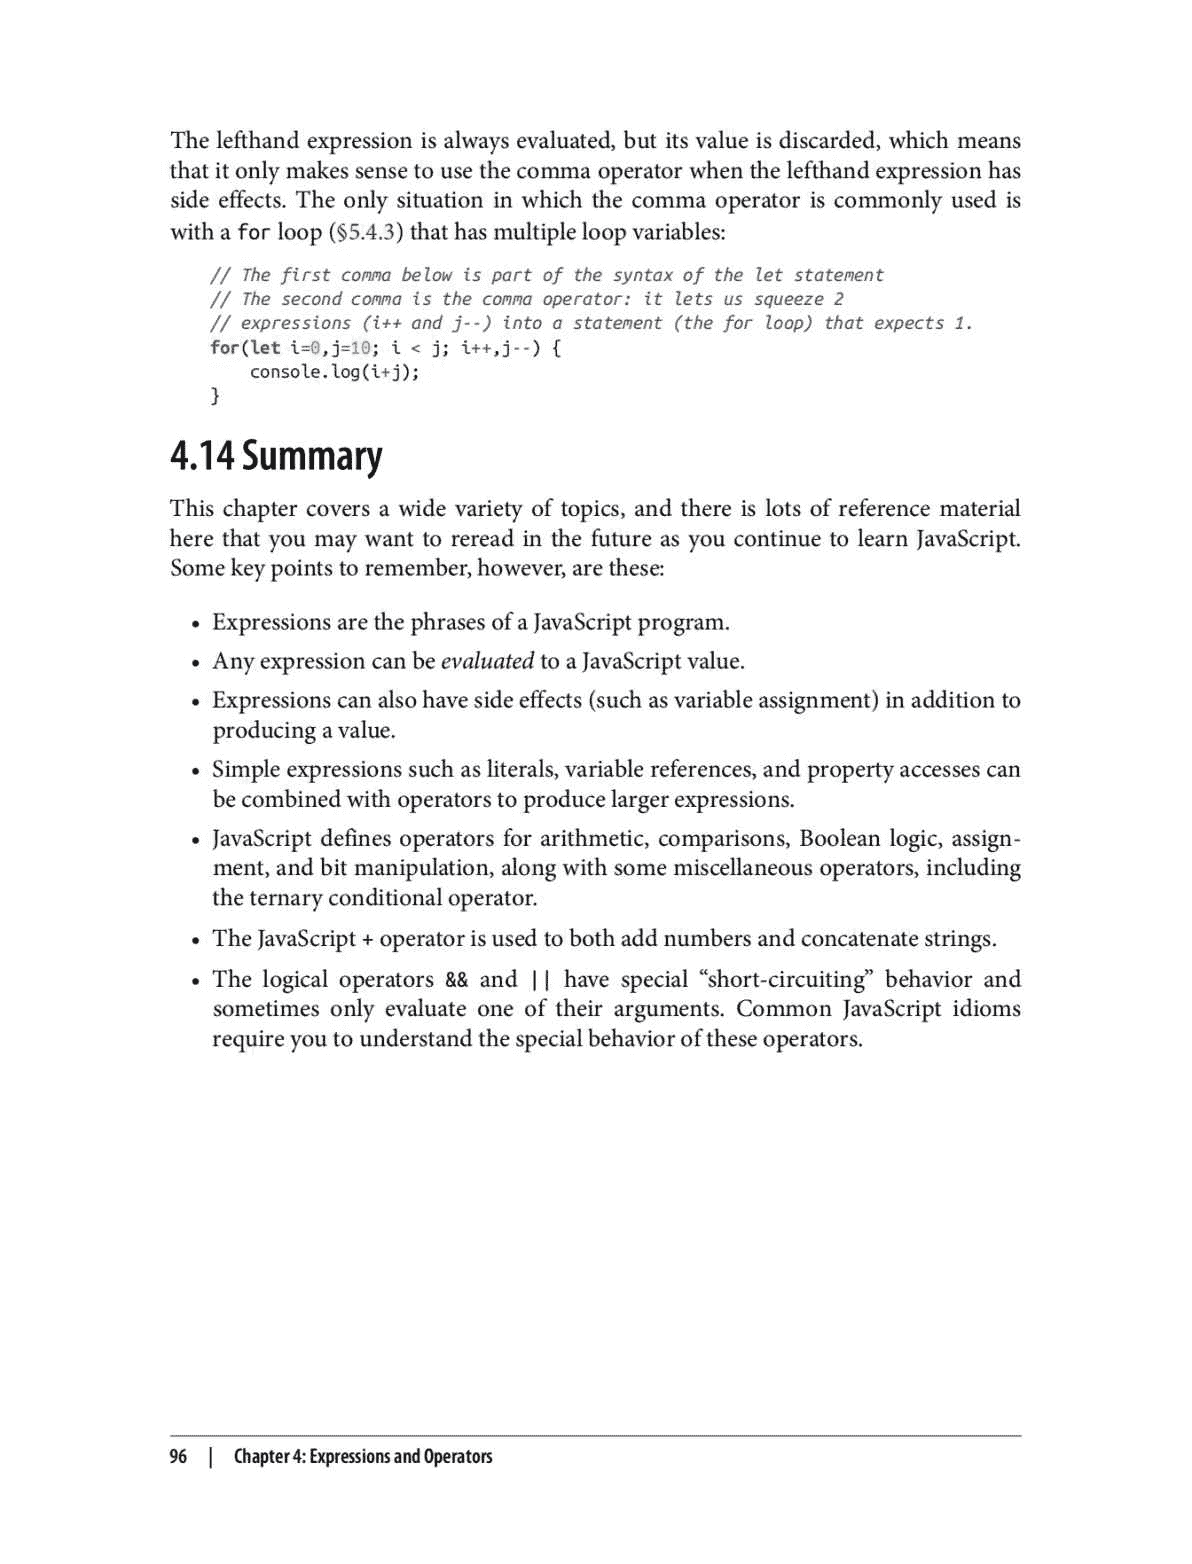 The lefthand expression is always evaluated, but its value is discarded, which means
that it only makes sense to use the comma operator when the lefthand expression has
side effects. The only situation in which the comma operator is commonly used is
with a for loop (§5.4.3) that has multiple loop variables:
// The first comma below is part of the syntax of the let statement
// The second comma is the comma operator: it lets us squeeze 2
// expressions (i++ and j--) into a statement (the for loop) that expects 1.
for(let i=0,j=10; i < j; i++,j--) {
    console.log(i+j);
}
4.14 Summary
This chapter covers a wide variety of topics, and there is lots of reference material
here that you may want to reread in the future as you continue to learn JavaScript.
Some key points to remember, however, are these:
• Expressions are the phrases of a JavaScript program.
• Any expression can be evaluated to a JavaScript value.
• Expressions can also have side effects (such as variable assignment) in addition to
producing a value.
• Simple expressions such as literals, variable references, and property accesses can
be combined with operators to produce larger expressions.
• JavaScript defines operators for arithmetic, comparisons, Boolean logic, assign-
ment, and bit manipulation, along with some miscellaneous operators, including
the ternary conditional operator.
• The JavaScript + operator is used to both add numbers and concatenate strings.
• The logical operators && and || have special “short-circuiting” behavior and
sometimes only evaluate one of their arguments. Common JavaScript idioms
require you to understand the special behavior of these operators.
96 | Chapter 4: Expressions and Operators